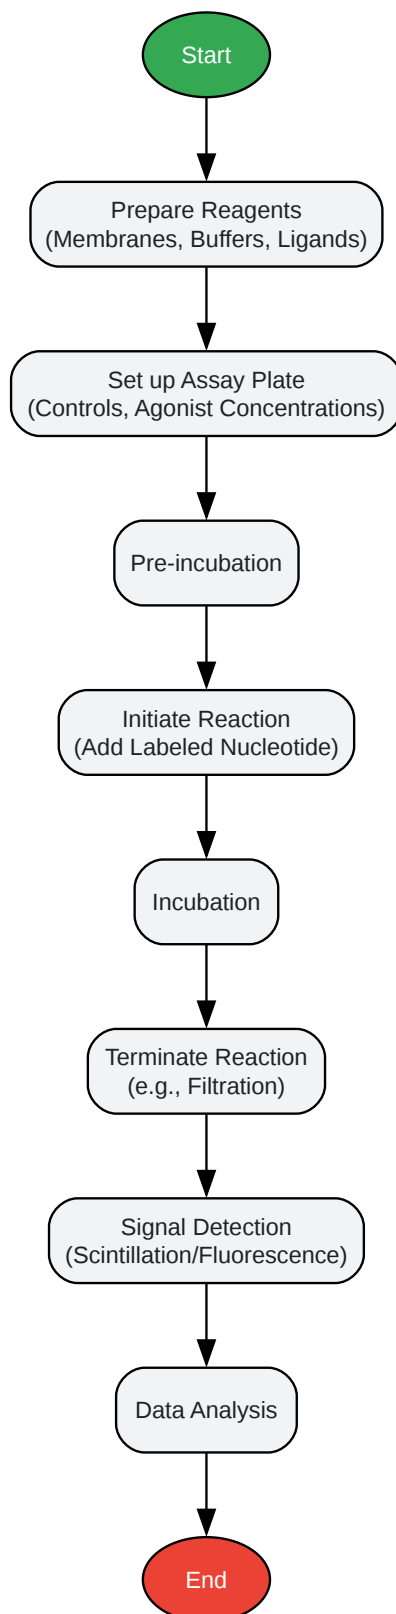 Start
Prepare Reagents
(Membranes, Buffers, Ligands)
Set up Assay Plate
(Controls, Agonist Concentrations)
Pre-incubation
Initiate Reaction
(Add Labeled Nucleotide)
Incubation
Terminate Reaction
(e.g., Filtration)
Signal Detection
(Scintillation/Fluorescence)
Data Analysis
End